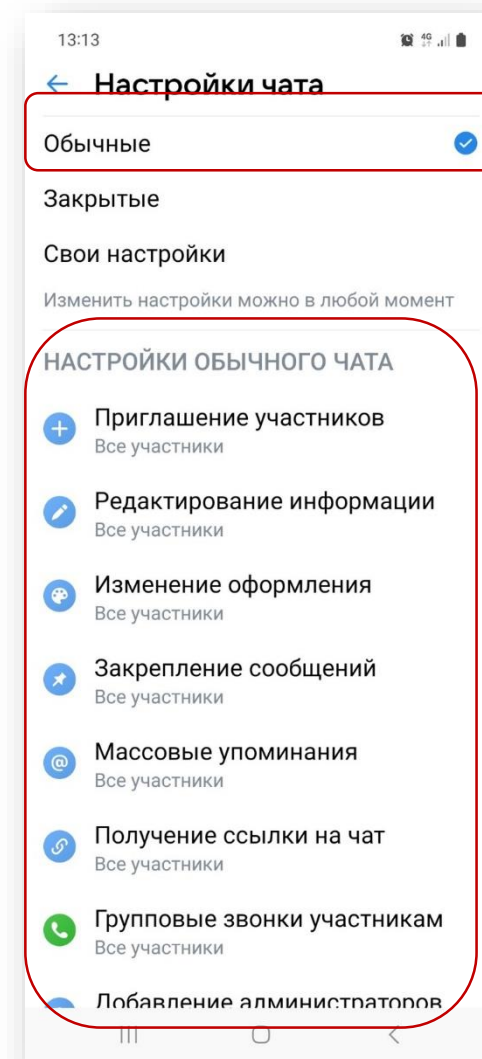 13:13
4G
Настройки чата
Обычные
Закрытые
Свои настройки
Изменить настройки можно в любой момент
НАСТРОЙКИ ОБЫЧНОГО ЧАТА
Приглашение участников
Все участники
Редактирование информации
Все участники
Изменение оформления
Все участники
Закрепление сообщений
Все участники
Массовые упоминания
Все участники
Получение ссылки на чат
Все участники
Групповые звонки участникам
Все участники
Добавление администраторов